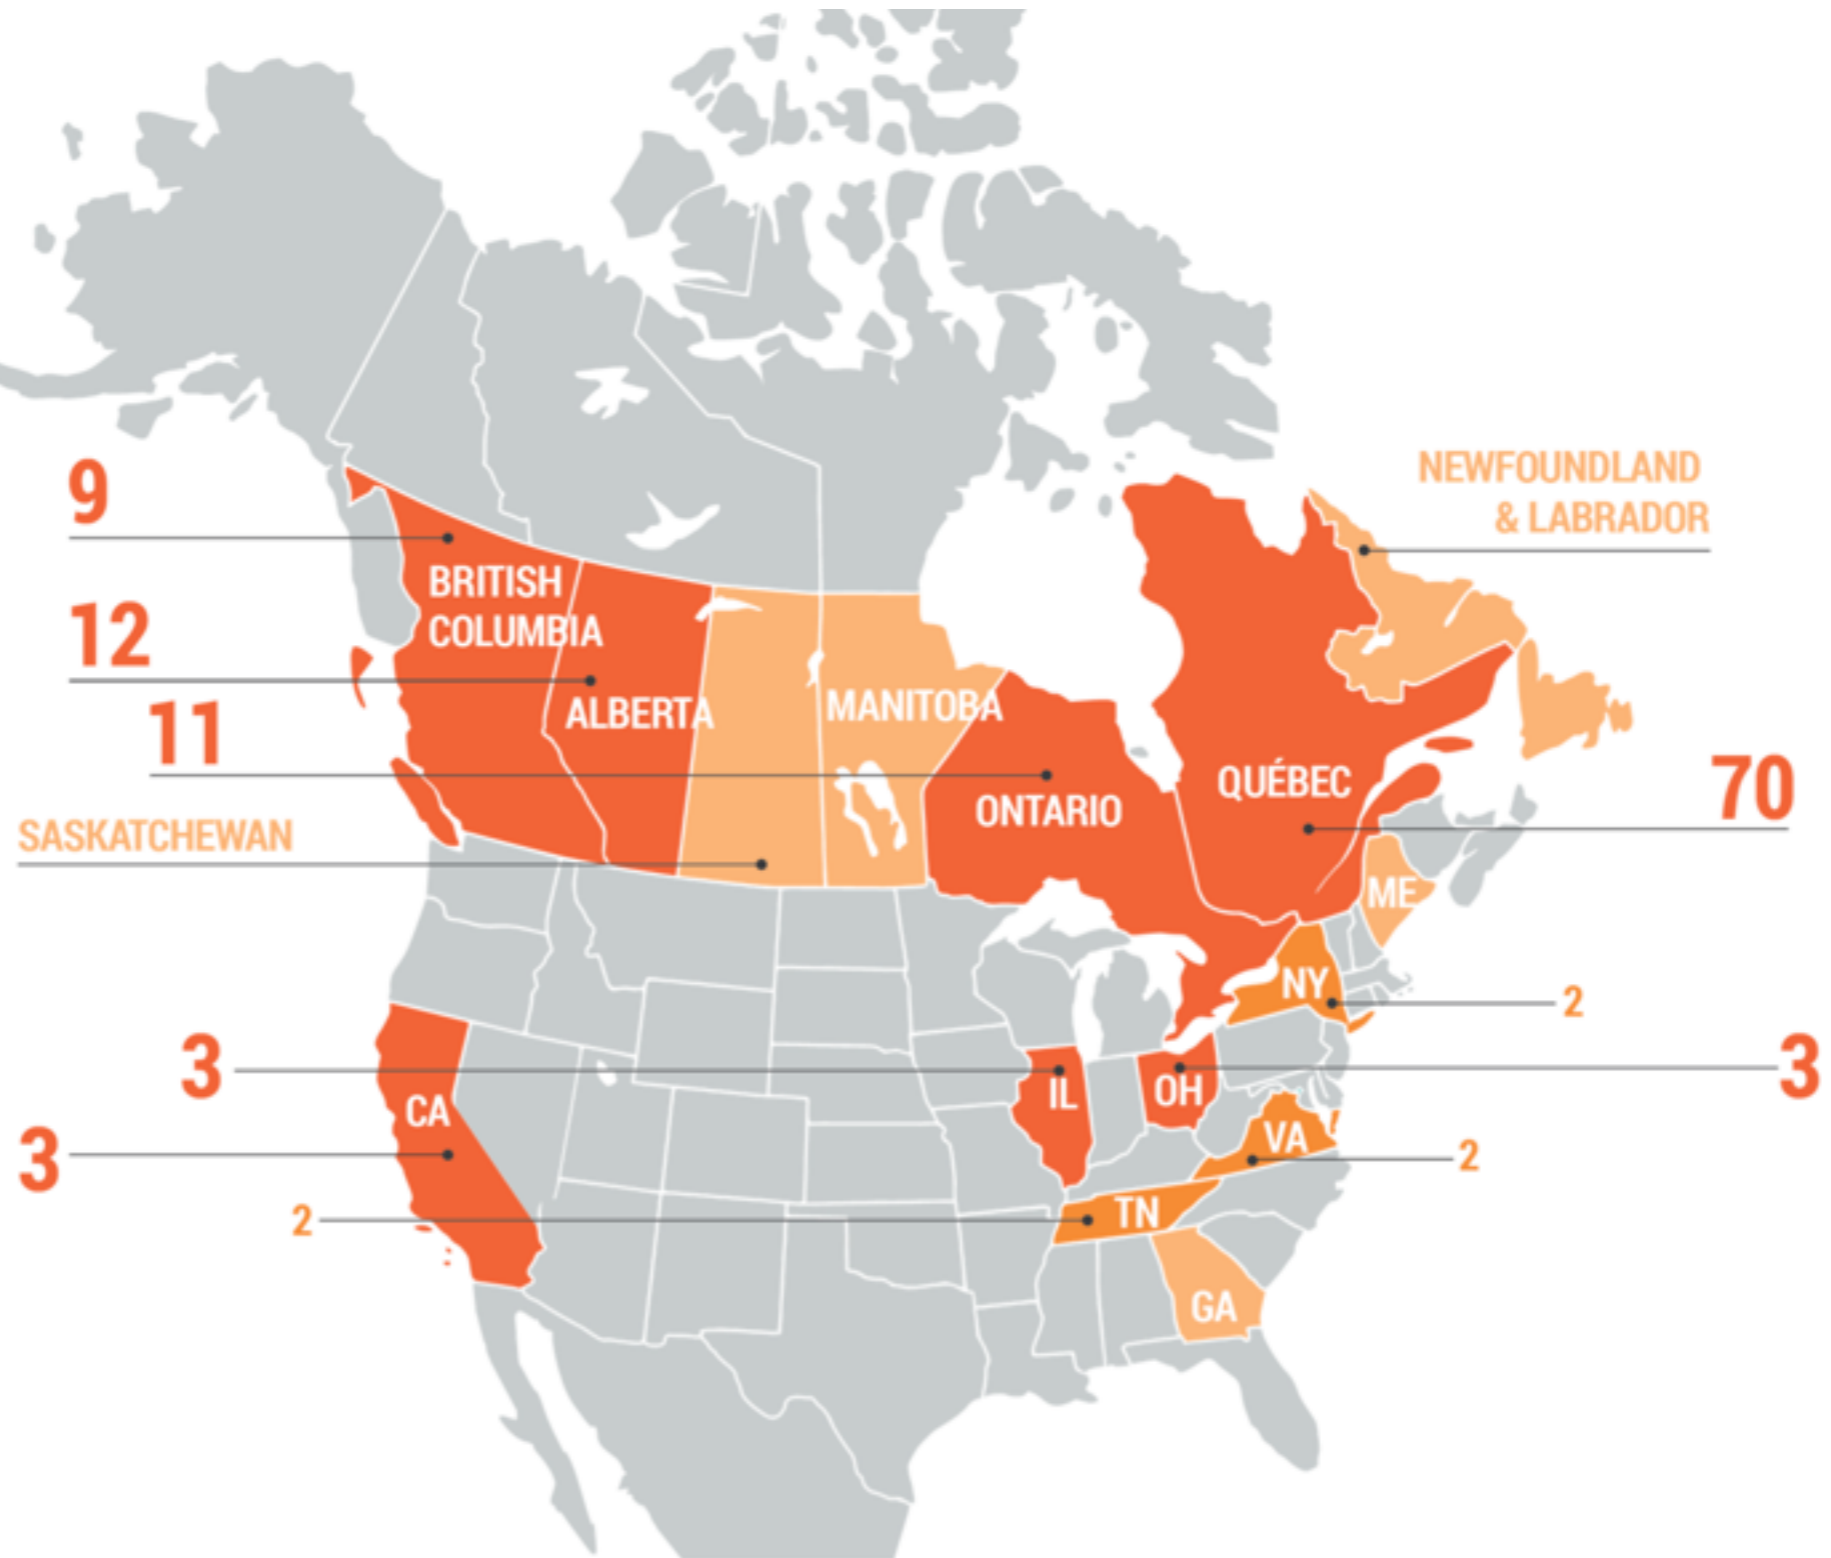 NEWFOUNDLAND
& LABRADOR
9
BRITISH
COLUMBIA
12
ALBERTA
MANITOBA
11
ONTARIO
QUÉBEC
70
SASKATCHEWAN
ME
NY
2
3
IL
OH
3
CA
VA
2
3
TN
2
GA